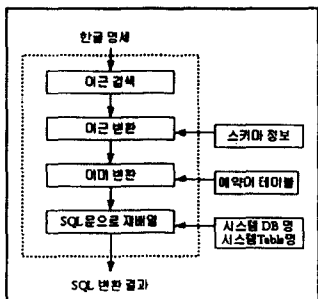 한글 명세
어근 검색
어근 변환
스키마 정보
어미 변환
예약어 테이블
SQL문으로 재배열
시스템 DB 명
시스템Table명
SQL 변환 결과